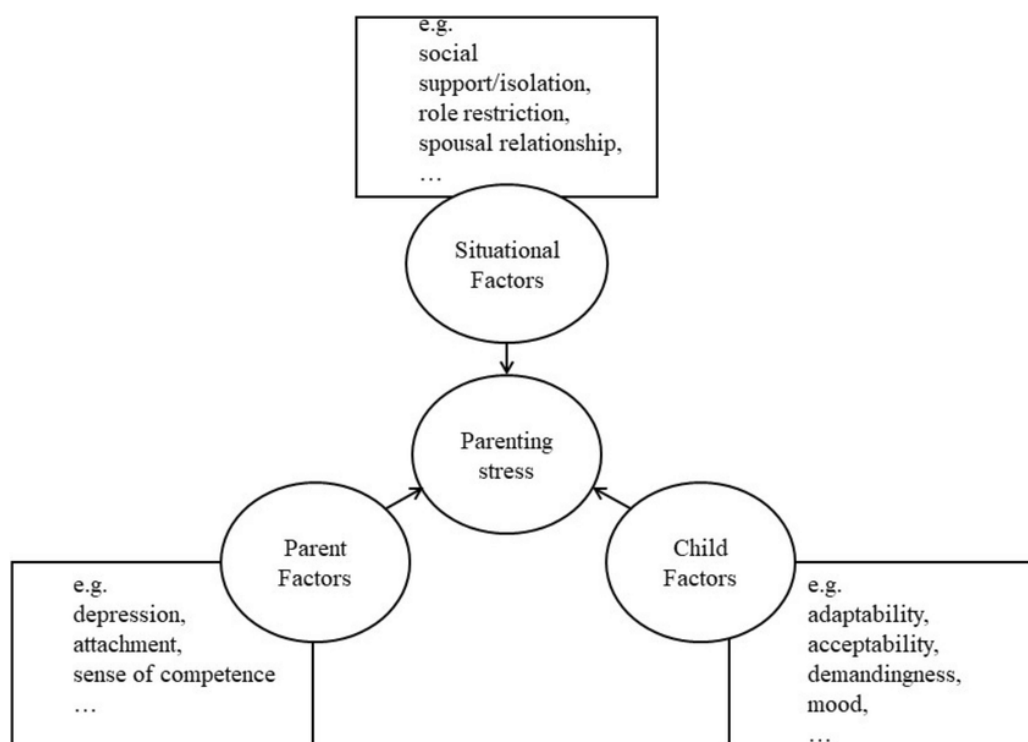 e.g.
social
support/isolation,
role restriction,
spousal relationship,
…
Situational
Factors
Parenting
stress
Parent
Factors
e.g.
depression,
attachment,
sense of competence
…
Child
Factors
e.g.
adaptability,
acceptability,
demandingness,
mood,
…